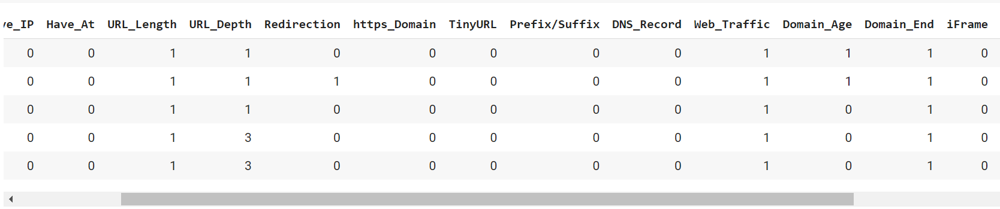 ve_IP Have_At URL_Length URL_Depth Redirection https_Domain TinyURL Prefix/Suffix DNS_Record Web_Traffic Domain_Age Domain_End iFrame
0 0 1 1 0 0 0 0 0 1 1 1 0
0 0 1 1 1 0 0 0 0 1 1 1 0
0 0 1 1 0 0 0 0 0 1 0 1 0
0 0 1 3 0 0 0 0 0 1 0 1 0
0 0 1 3 0 0 0 0 0 1 0 1 0